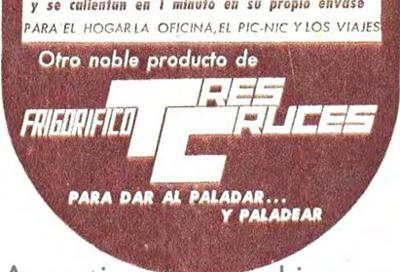 y se calientan en 1 minuto en su propio envase
PARA EL HOGAR LA OFICINA, EL PIC-NIC Y LOS VIAJES
Otro noble producto de
FRIGORIFICO TRES CRUCES
PARA DAR AL PALADAR...
Y PALADEAR